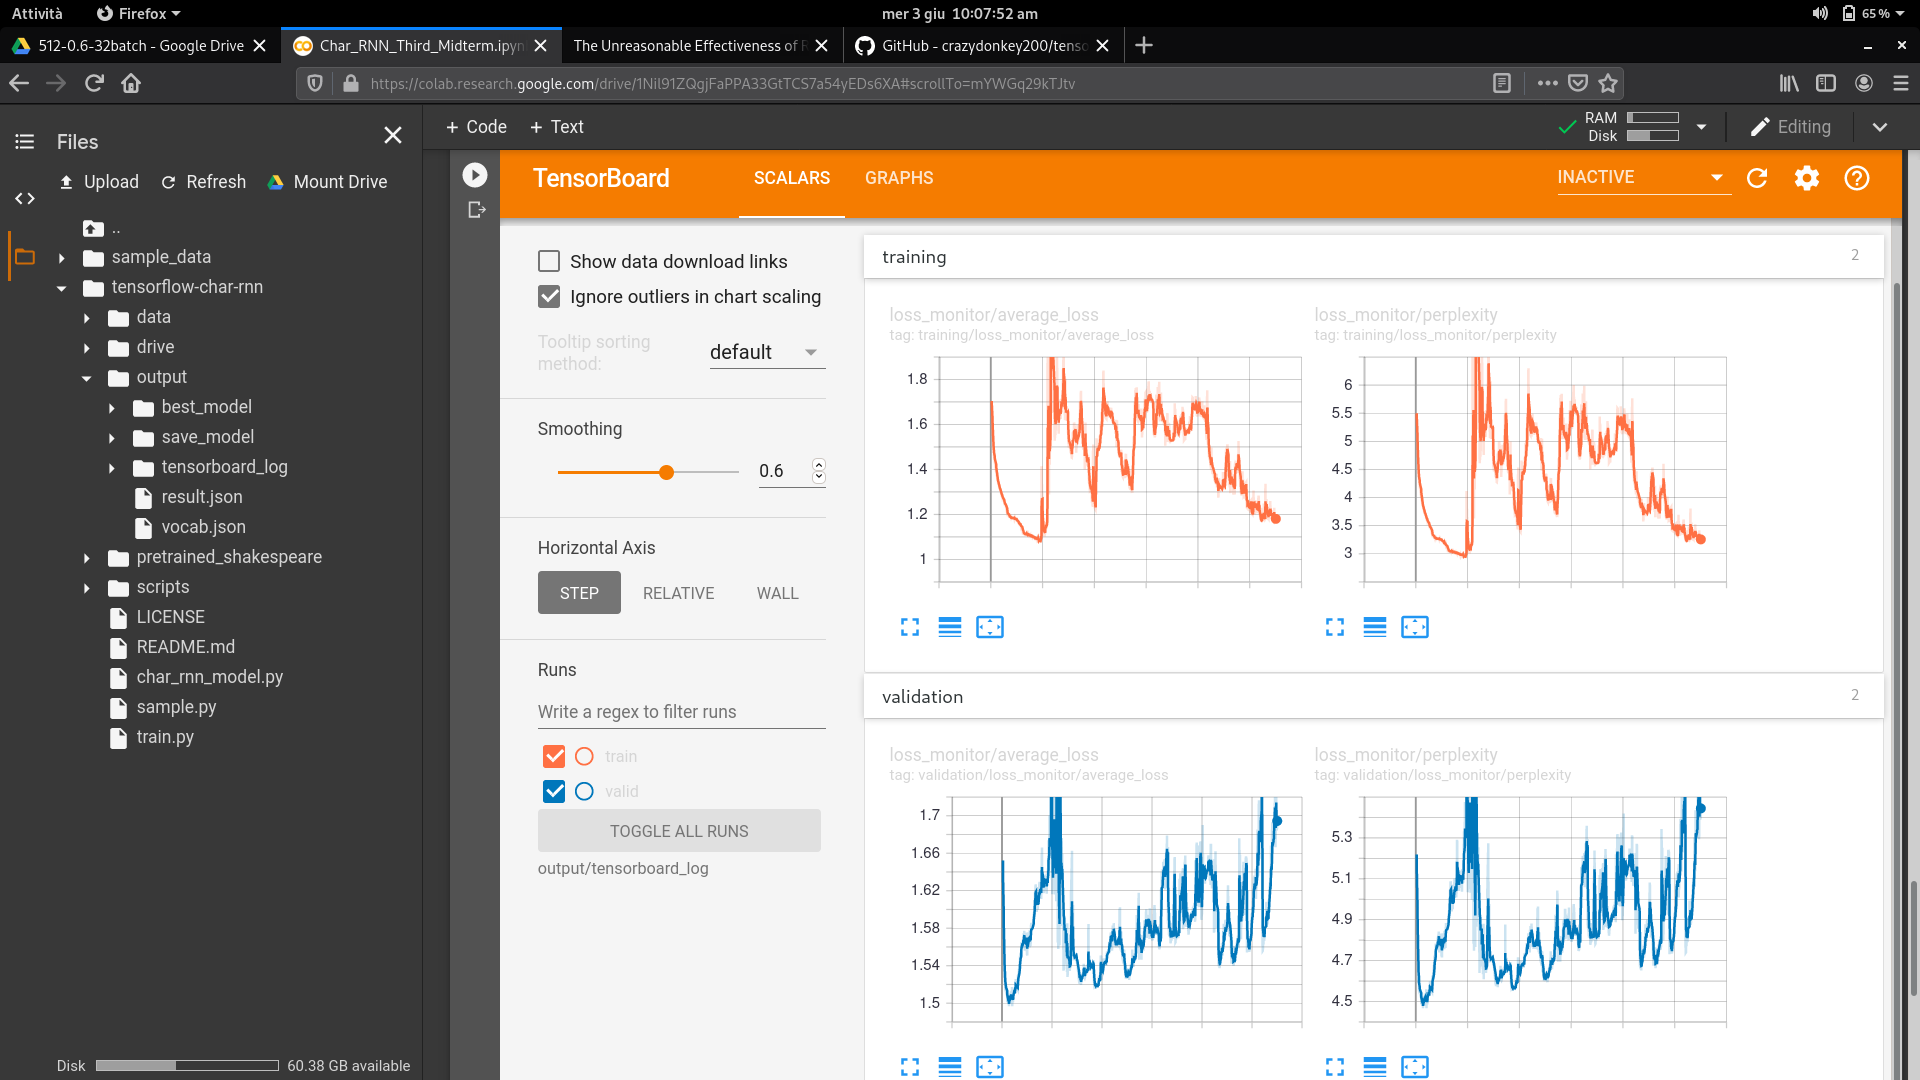 Attività
Firefox
mer 3 giu 10:07:52 am
65 %
512-0.6-32batch - Google Drive
Char_RNN_Third_Midterm.ipyn
The Unreasonable Effectiveness of R
GitHub - crazydonkey200/tenso
https://colab.research.google.com/drive/1Nil91ZQgjFaPPA33GtTCS7a54yEDs6XA#scrollTo=mYWGq29kTJtv
Files
+ Code
+ Text
RAM
Disk
Editing
Upload
Refresh
Mount Drive
..
sample_data
tensorflow-char-rnn
data
drive
output
best_model
save_model
tensorboard_log
result.json
vocab.json
pretrained_shakespeare
scripts
LICENSE
README.md
char_rnn_model.py
sample.py
train.py
Disk
60.38 GB available
TensorBoard
SCALARS
GRAPHS
INACTIVE
Show data download links
Ignore outliers in chart scaling
Tooltip sorting
method:
default
Smoothing
0.6
Horizontal Axis
STEP
RELATIVE
WALL
Runs
Write a regex to filter runs
train
valid
TOGGLE ALL RUNS
output/tensorboard_log
training
2
loss_monitor/average_loss
tag: training/loss_monitor/average_loss
1.8
1.6
1.4
1.2
1
loss_monitor/perplexity
tag: training/loss_monitor/perplexity
6
5.5
5
4.5
4
3.5
3
validation
2
loss_monitor/average_loss
tag: validation/loss_monitor/average_loss
1.7
1.66
1.62
1.58
1.54
1.5
loss_monitor/perplexity
tag: validation/loss_monitor/perplexity
5.3
5.1
4.9
4.7
4.5